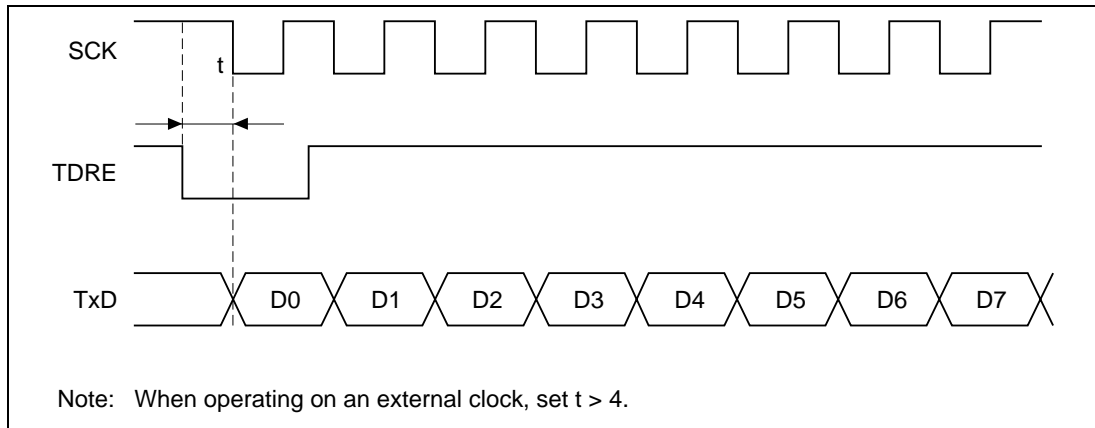 SCK
t
TDRE
TxD D0 D1 D2 D3 D4 D5 D6 D7
Note: When operating on an external clock, set t > 4.